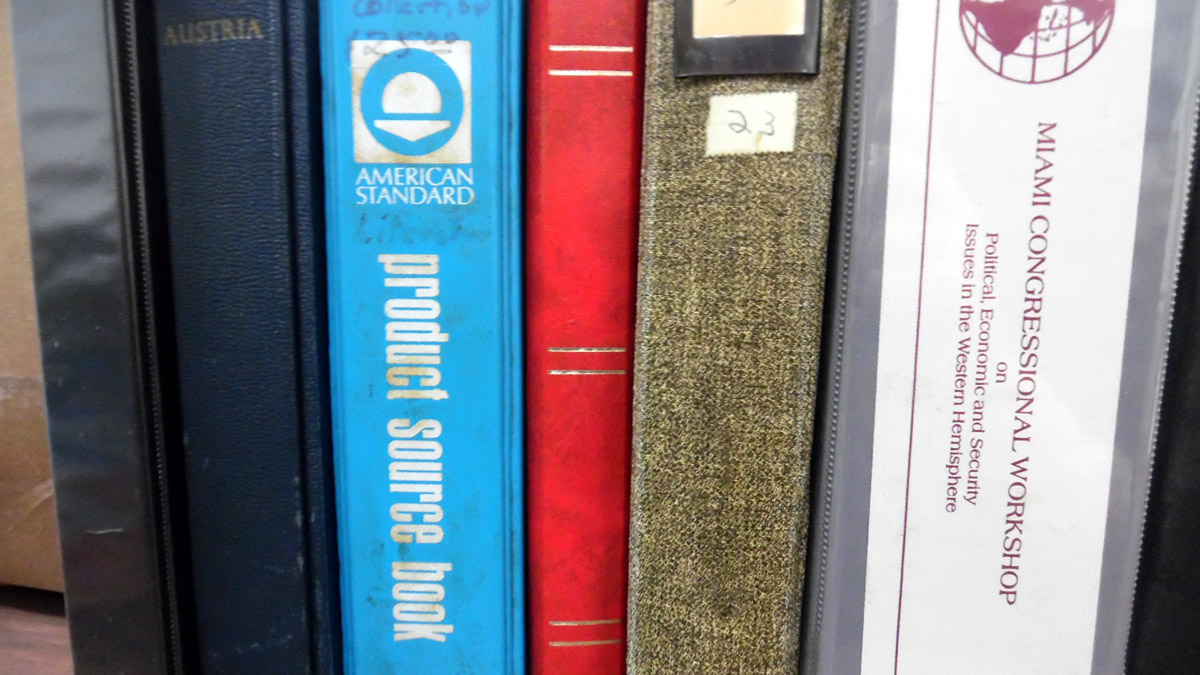 AUSTRIA
Collection
AMERICAN
STANDARD
product source book
23
MIAMI CONGRESSIONAL WORKSHOP
on
Political, Economic and Security
Issues in the Western Hemisphere